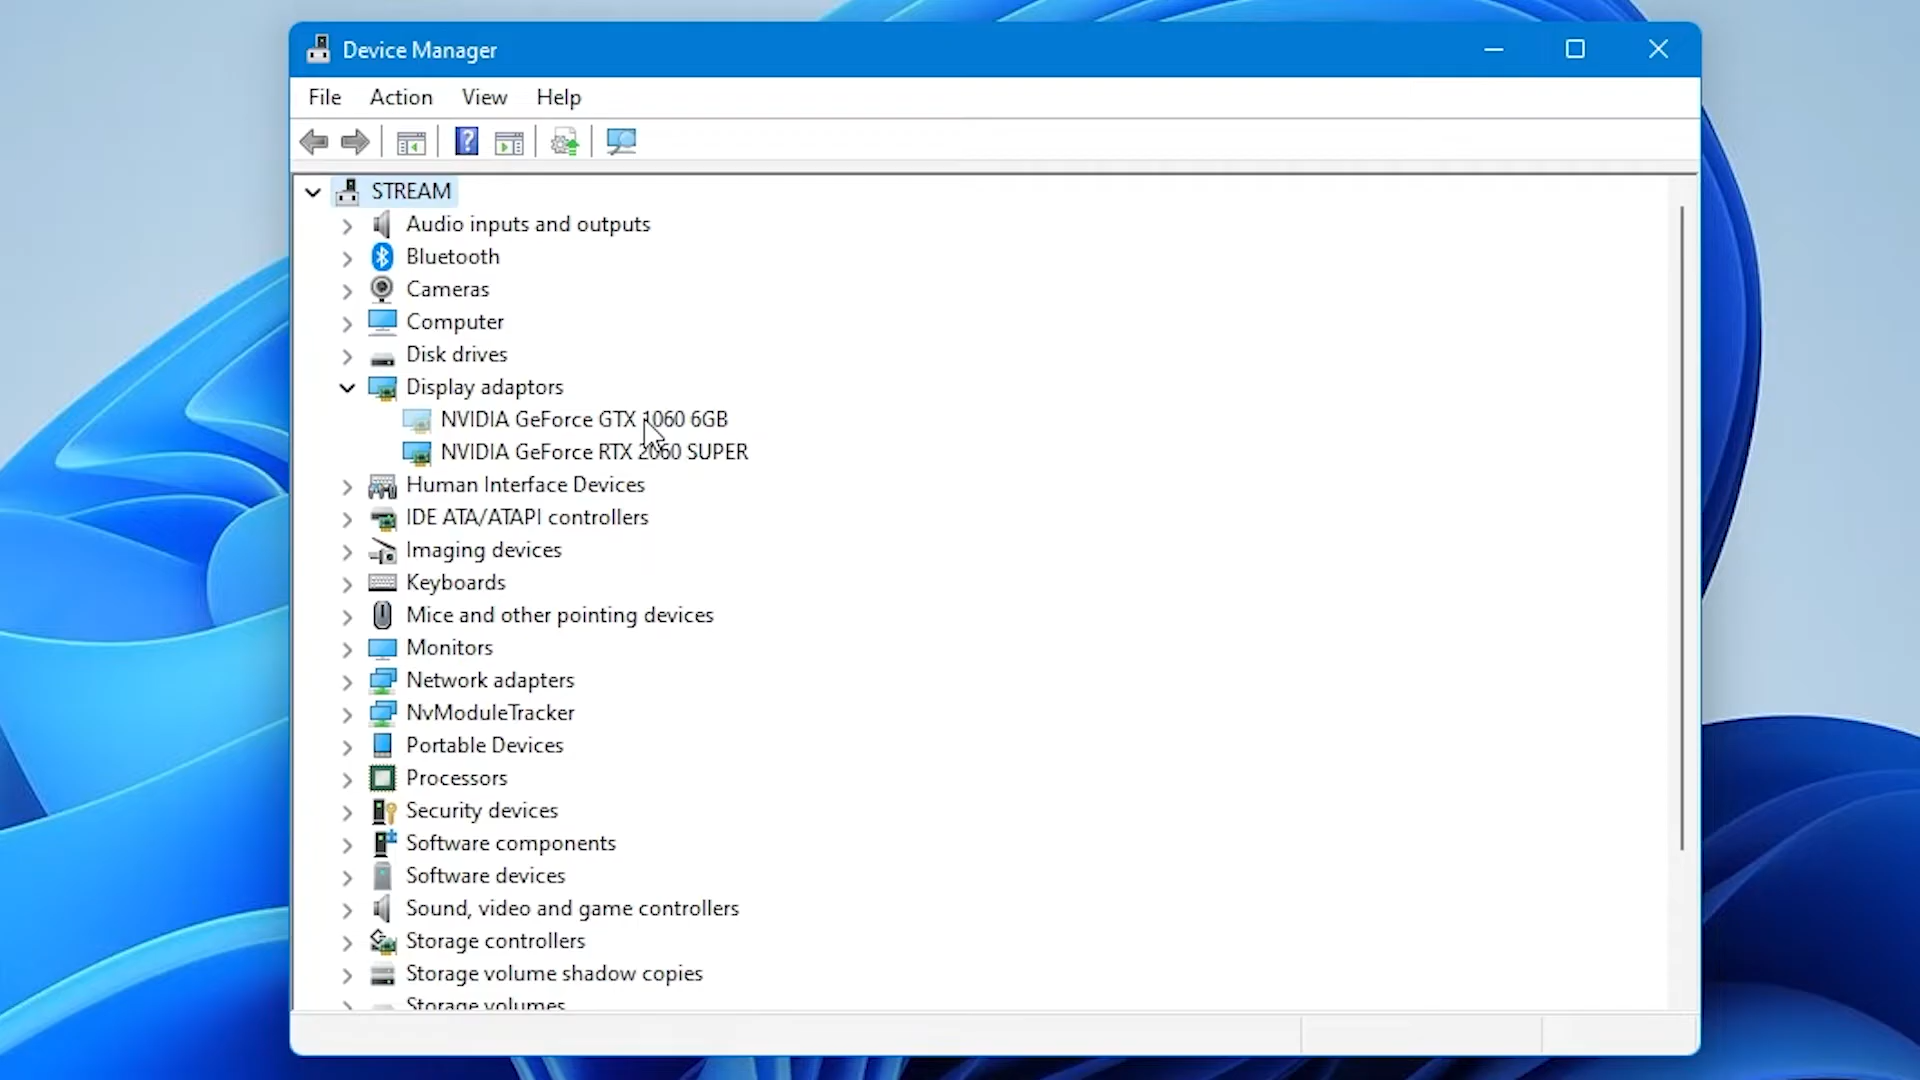 Device Manager
File Action View Help
STREAM
Audio inputs and outputs
Bluetooth
Cameras
Computer
Disk drives
Display adaptors
NVIDIA GeForce GTX 1060 6GB
NVIDIA GeForce RTX 2060 SUPER
Human Interface Devices
IDE ATA/ATAPI controllers
Imaging devices
Keyboards
Mice and other pointing devices
Monitors
Network adapters
NvModuleTracker
Portable Devices
Processors
Security devices
Software components
Software devices
Sound, video and game controllers
Storage controllers
Storage volume shadow copies
Storage volumes